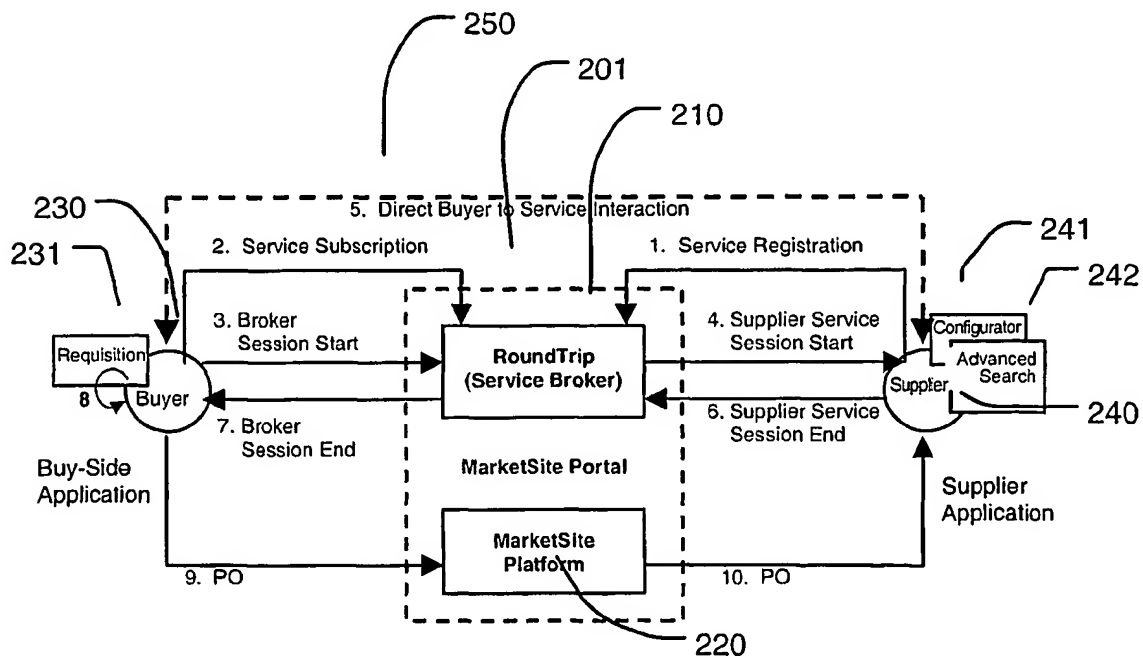 250
201
210
230
231
5. Direct Buyer to Service Interaction
2. Service Subscription
1. Service Registration
241
242
3. Broker
Session Start
4. Supplier Service
Session Start
Requisition
8
Buyer
RoundTrip
(Service Broker)
Configurator
Advanced
Search
Supplier
240
7. Broker
Session End
6. Supplier Service
Session End
Buy-Side
Application
MarketSite Portal
Supplier
Application
MarketSite
Platform
9. PO
10. PO
220